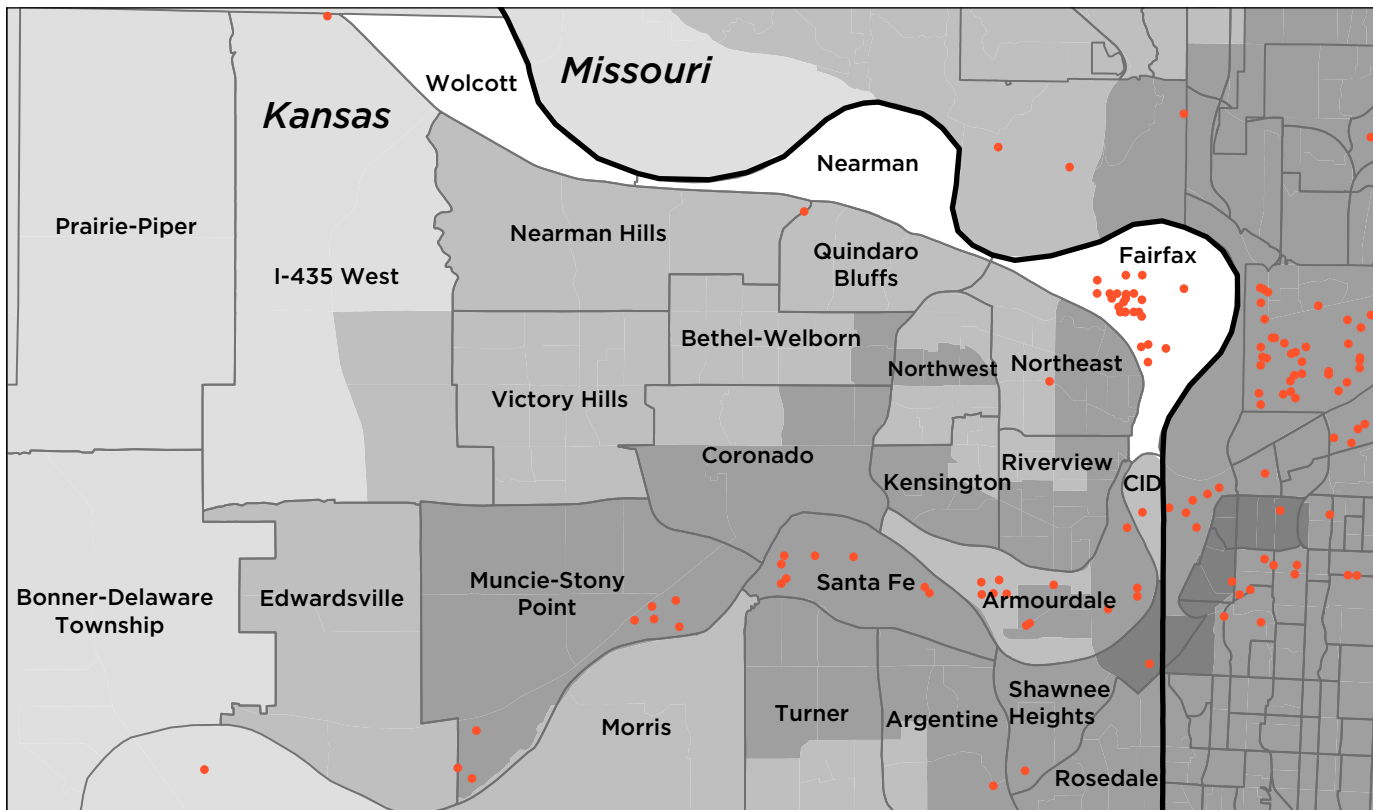 Missouri
Wolcott
Kansas
Nearman
Prairie-Piper
Nearman Hills
Quindaro
Bluffs
Fairfax
I-435 West
Bethel-Welborn
Northwest
Northeast
Victory Hills
Coronado
Kensington
Riverview
CID
Muncie-Stony
Point
Santa Fe
Armourdale
Bonner-Delaware
Township
Edwardsville
Shawnee
Heights
Morris
Turner
Argentine
Rosedale